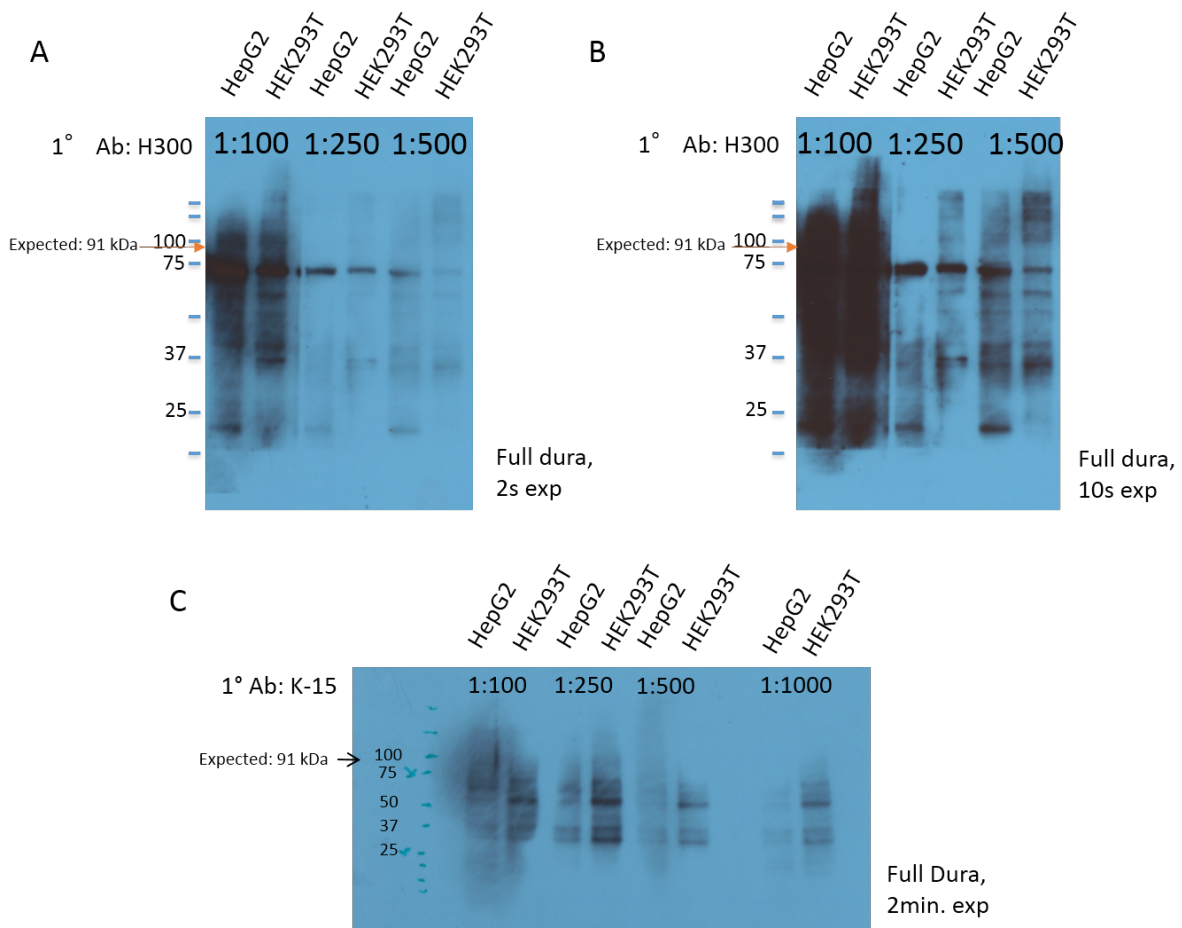 A
HepG2
HEK293T
HepG2
HEK293T
HepG2
HEK293T
1° Ab: H300
1:100 1:250 1:500
Expected: 91 kDa
100
75
37
25
Full dura,
2s exp
B
HepG2
HEK293T
HepG2
HEK293T
HepG2
HEK293T
1° Ab: H300
1:100 1:250 1:500
Expected: 91 kDa
100
75
37
25
Full dura,
10s exp
C
HepG2
HEK293T
HepG2
HEK293T
HepG2
HEK293T
HepG2
HEK293T
1° Ab: K-15
1:100 1:250 1:500 1:1000
Expected: 91 kDa
100
75
50
37
25
Full Dura,
2min. exp